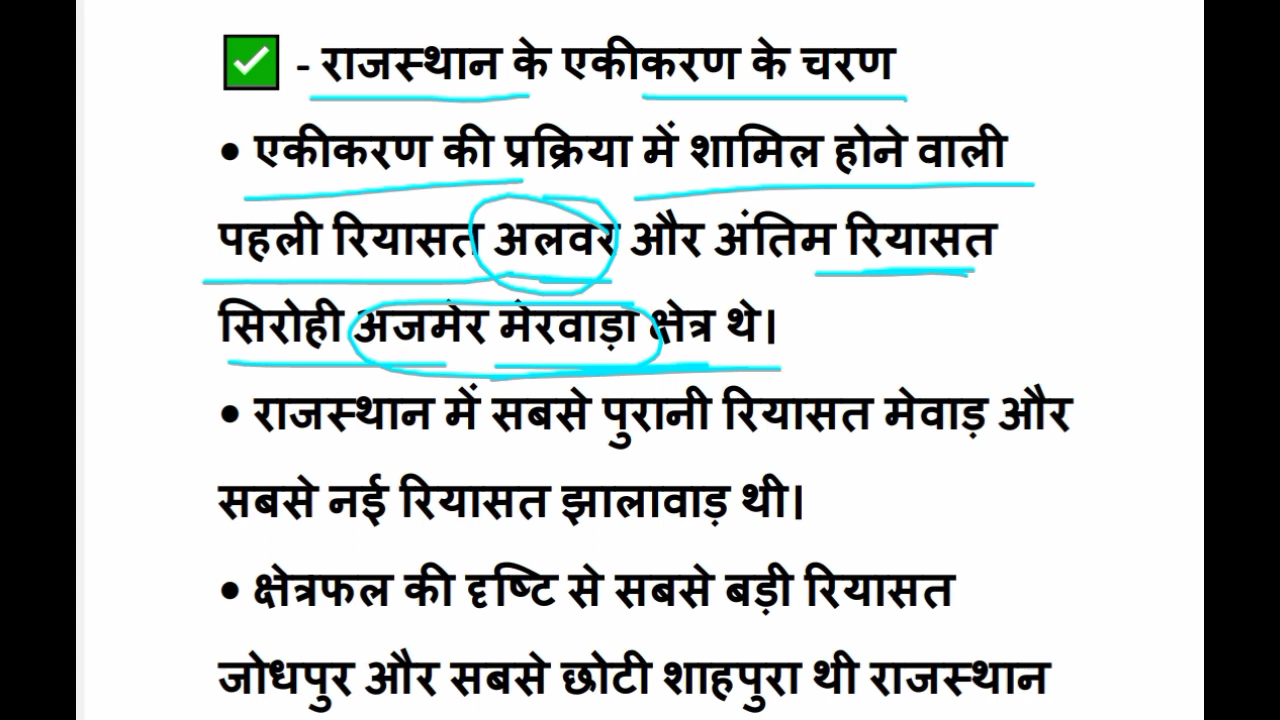 ✅ - राजस्थान के एकीकरण के चरण
• एकीकरण की प्रक्रिया में शामिल होने वाली
पहली रियासत अलवर और अंतिम रियासत
सिरोही अजमेर मेरवाड़ा क्षेत्र थे।
• राजस्थान में सबसे पुरानी रियासत मेवाड़ और
सबसे नई रियासत झालावाड़ थी।
• क्षेत्रफल की दृष्टि से सबसे बड़ी रियासत
जोधपुर और सबसे छोटी शाहपुरा थी राजस्थान